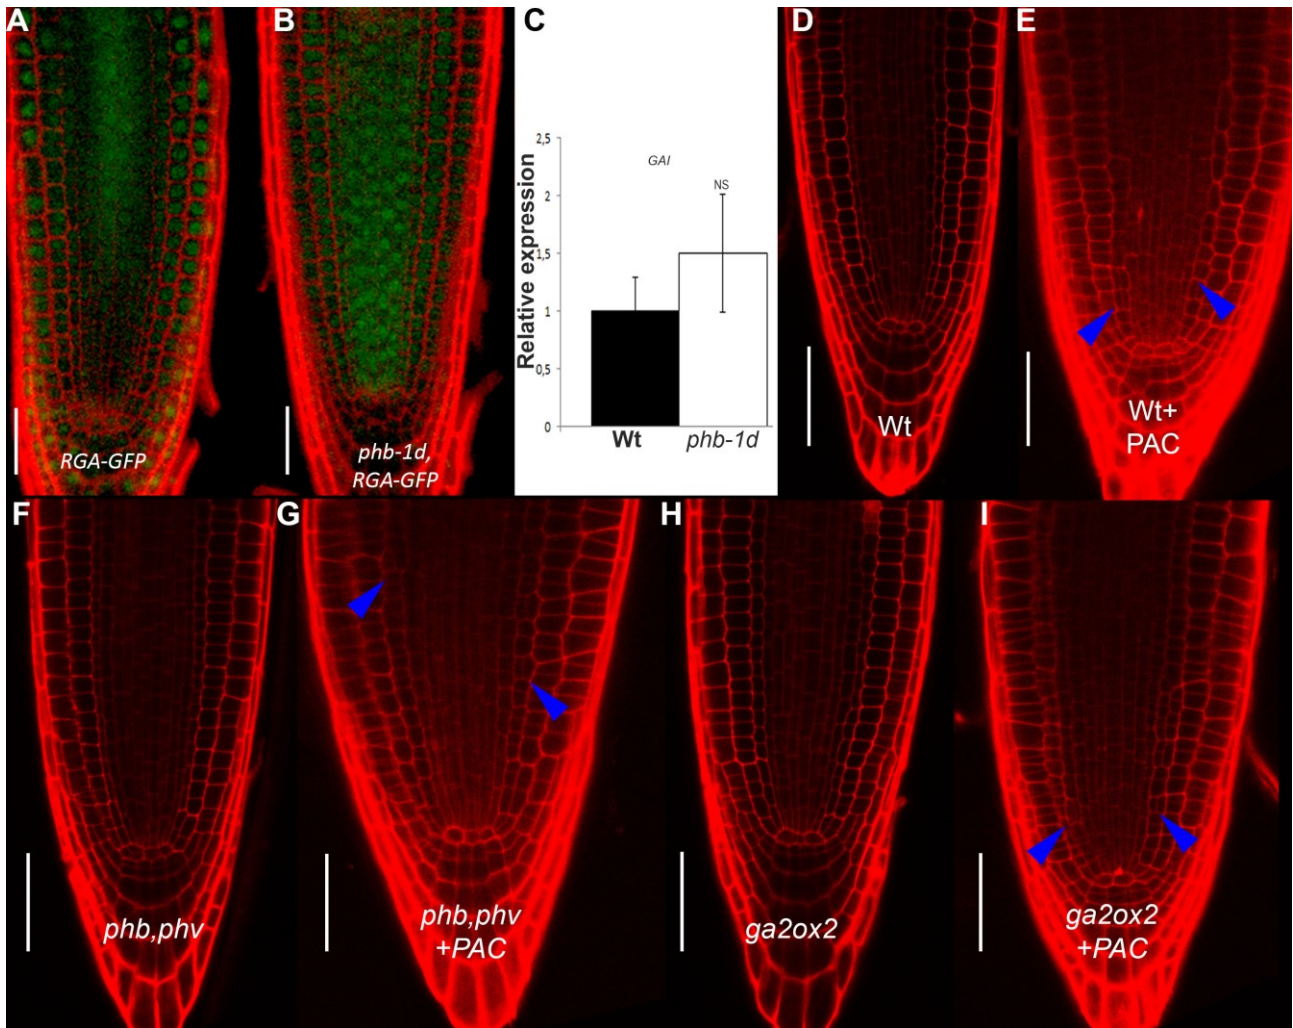 A
B
C
D
E
RGA-GFP
phb-1d,
RGA-GFP
Relative expression
2,5
2
1,5
1
0,5
0
GAI
NS
Wt
phb-1d
Wt
Wt+
PAC
F
G
H
I
phb,phv
phb,phv
+PAC
ga2ox2
ga2ox2
+PAC